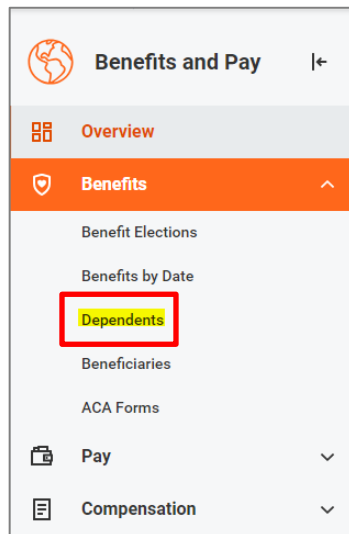 Benefits and Pay
Overview
Benefits
Benefit Elections
Benefits by Date
Dependents
Beneficiaries
ACA Forms
Pay
Compensation